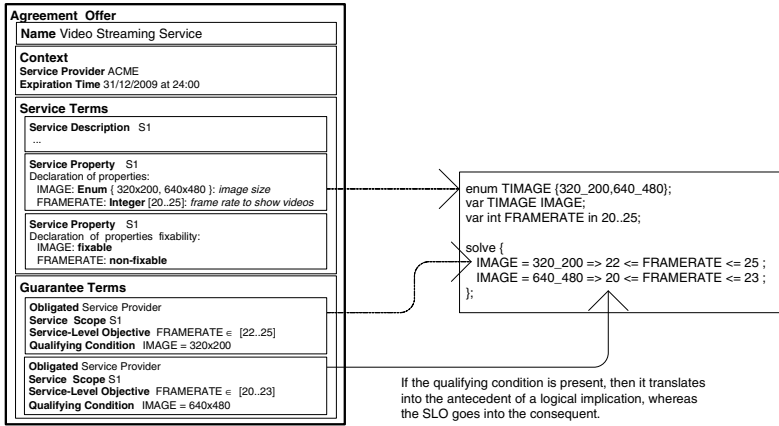 Agreement Offer
Name Video Streaming Service
Context
Service Provider ACME
Expiration Time 31/12/2009 at 24:00
Service Terms
Service Description S1
...
Service Property S1
Declaration of properties:
IMAGE: Enum { 320x200, 640x480 }: image size
FRAMERATE: Integer [20..25]: frame rate to show videos
Service Property S1
Declaration of properties fixability:
IMAGE: fixable
FRAMERATE: non-fixable
Guarantee Terms
Obligated Service Provider
Service Scope S1
Service-Level Objective FRAMERATE ∈ [22..25]
Qualifying Condition IMAGE = 320x200
Obligated Service Provider
Service Scope S1
Service-Level Objective FRAMERATE ∈ [20..23]
Qualifying Condition IMAGE = 640x480
enum TIMAGE {320_200,640_480};
var TIMAGE IMAGE;
var int FRAMERATE in 20..25;
solve {
IMAGE = 320_200 => 22 <= FRAMERATE <= 25 ;
IMAGE = 640_480 => 20 <= FRAMERATE <= 23 ;
};
If the qualifying condition is present, then it translates
into the antecedent of a logical implication, whereas
the SLO goes into the consequent.